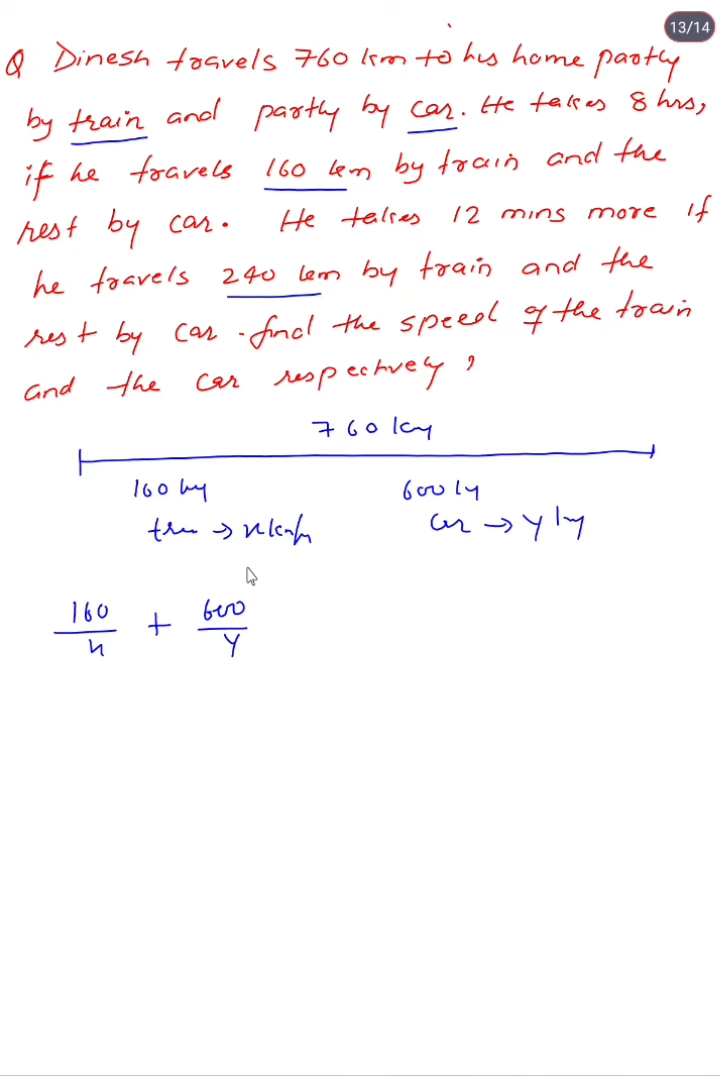 13/14
Q Dinesh travels 760 km to his home partly
by train and partly by car. He takes 8 hrs,
if he travels 160 km by train and the
rest by car. He takes 12 mins more if
he travels 240 km by train and the
rest by car. find the speed of the train
and the car respectively ?
760 km
160 km
600 km
train → x km/h
car → y km
160/x + 600/y